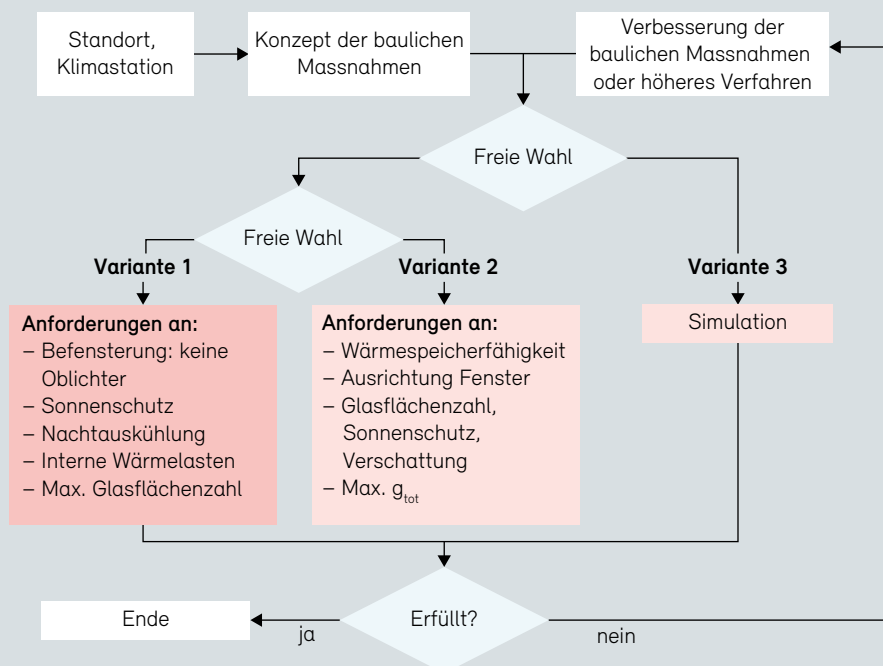 Standort,
Klimastation
Konzept der baulichen
Massnahmen
Verbesserung der
baulichen Massnahmen
oder höheres Verfahren
Freie Wahl
Freie Wahl
Variante 1
Variante 2
Variante 3
Anforderungen an:
– Befensterung: keine
Oblichter
– Sonnenschutz
– Nachtauskühlung
– Interne Wärmelasten
– Max. Glasflächenzahl
Anforderungen an:
– Wärmespeicherfähigkeit
– Ausrichtung Fenster
– Glasflächenzahl,
Sonnenschutz,
Verschattung
– Max. g_tot
Simulation
Erfüllt?
Ende
ja
nein